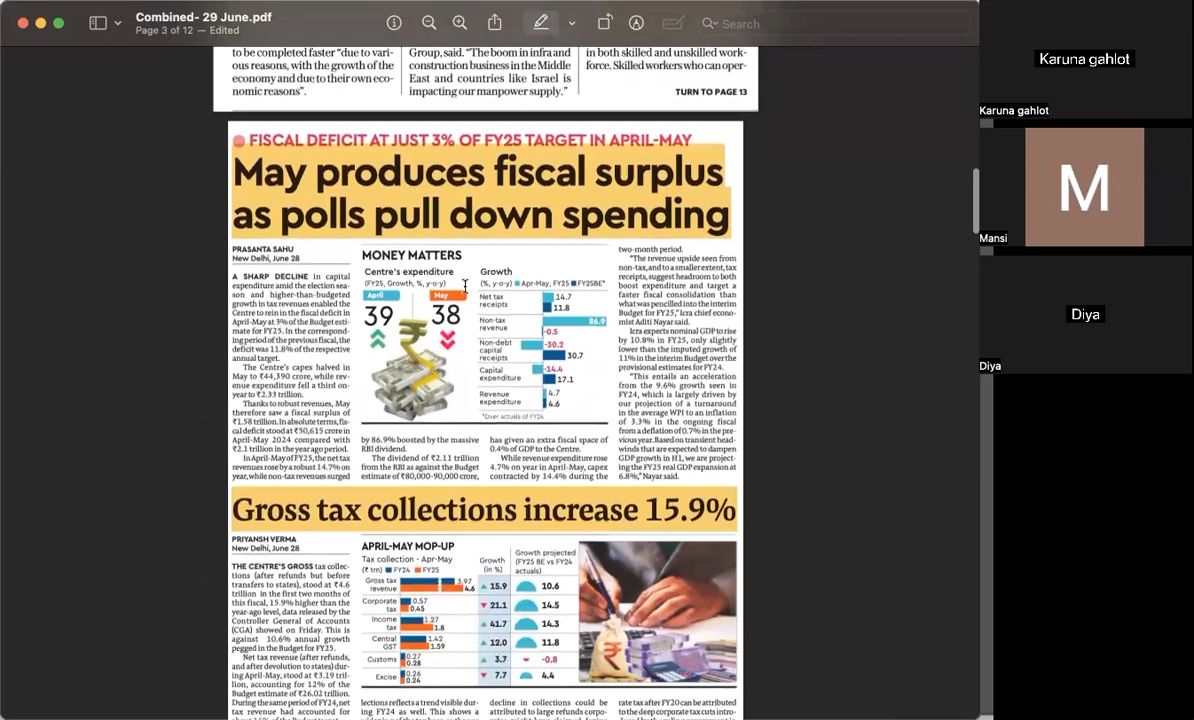 Combined- 29 June.pdf
Page 3 of 12 — Edited
Search
to be completed faster "due to vari-
ous reasons, with the growth of the
economy and due to their own eco-
nomic reasons".
Group, said. "The boom in infra and
construction business in the Middle
East and countries like Israel is
impacting our manpower supply."
in both skilled and unskilled work-
force. Skilled workers who can oper-
TURN TO PAGE 13
FISCAL DEFICIT AT JUST 3% OF FY25 TARGET IN APRIL-MAY
May produces fiscal surplus
as polls pull down spending
PRASANTA SAHU
New Delhi, June 28
A SHARP DECLINE in capital
expenditure amid the election sea-
son and higher-than-budgeted
growth in tax revenues enabled the
Centre to rein in the fiscal deficit in
April-May at 3% of the Budget esti-
mate for FY25. In the correspond-
ing period of the previous fiscal, the
deficit was 11.8% of the respective
annual target.
The Centre's capex halved in
May to ₹44,390 crore, while rev-
enue expenditure fell a third on-
year to ₹2.33 trillion.
Thanks to robust revenues, May
therefore saw a fiscal surplus of
₹1.58 trillion. In absolute terms, fis-
cal deficit stood at ₹50,615 crore in
April-May 2024 compared with
₹2.1 trillion in the year ago period.
In April-May of FY25, the net tax
revenues rose by a robust 14.7% on
year, while non-tax revenues surged
MONEY MATTERS
Centre's expenditure
(FY25, Growth, %, y-o-y)
April
May
39
38
Growth
(%, y-o-y) Apr-May, FY25 FY25BE*
Net tax
receipts
14.7
11.8
Non-tax
revenue
86.9
-0.5
Non-debt
capital
receipts
-30.2
30.7
Capital
expenditure
-14.4
17.1
Revenue
expenditure
4.7
4.6
*Over actuals of FY24
by 86.9% boosted by the massive
RBI dividend.
The dividend of ₹2.11 trillion
from the RBI as against the Budget
estimate of ₹80,000-90,000 crore,
has given an extra fiscal space of
0.4% of GDP to the Centre.
While revenue expenditure rose
4.7% on year in April-May, capex
contracted by 14.4% during the
two-month period.
"The revenue upside seen from
non-tax, and to a smaller extent, tax
receipts, suggest headroom to both
boost expenditure and target a
faster fiscal consolidation than
what was pencilled into the interim
Budget for FY25," Icra chief econo-
mist Aditi Nayar said.
Icra expects nominal GDP to rise
by 10.8% in FY25, only slightly
lower than the imputed growth of
11% in the interim Budget over the
provisional estimates for FY24.
"This entails an acceleration
from the 9.6% growth seen in
FY24, which is largely driven by
our projection of a turnaround
in the average WPI to an inflation
of 3.3% in the ongoing fiscal
from a deflation of 0.7% in the pre-
vious year. Based on transient head-
winds that are expected to dampen
GDP growth in H1, we are project-
ing the FY25 real GDP expansion at
6.8%," Nayar said.
Gross tax collections increase 15.9%
PRIYANSH VERMA
New Delhi, June 28
THE CENTRE'S GROSS tax collec-
tions (after refunds but before
transfers to states), stood at ₹4.6
trillion in the first two months of
this fiscal, 15.9% higher than the
year-ago level, data released by the
Controller General of Accounts
(CGA) showed on Friday. This is
against 10.6% annual growth
pegged in the Budget for FY25.
Net tax revenue (after refunds,
and after devolution to states) dur-
ing April-May, stood at ₹3.19 tril-
lion, accounting for 12% of the
Budget estimate of ₹26.02 trillion.
During the same period of FY24, net
tax revenue had accounted for
APRIL-MAY MOP-UP
Tax collection - Apr-May
(₹ trn) FY24 FY25
Growth
(in %)
Growth projected
(FY25 BE vs FY24
actuals)
Gross tax
revenue
3.97
4.6
15.9
10.6
Corporate
tax
0.57
0.45
21.1
14.5
Income
tax
1.27
1.8
41.7
14.3
Central
GST
1.42
1.59
12.0
11.8
Customs
0.27
0.28
3.7
-0.8
Excise
0.26
0.24
7.7
4.4
lections reflects a trend visible dur-
ing FY24 as well. This shows a
decline in collections could be
attributed to large refunds corpo-
rate tax after FY20 can be attributed
to the deep corporate tax cuts intro-
Karuna gahlot
Karuna gahlot
M
Mansi
Diya
Diya